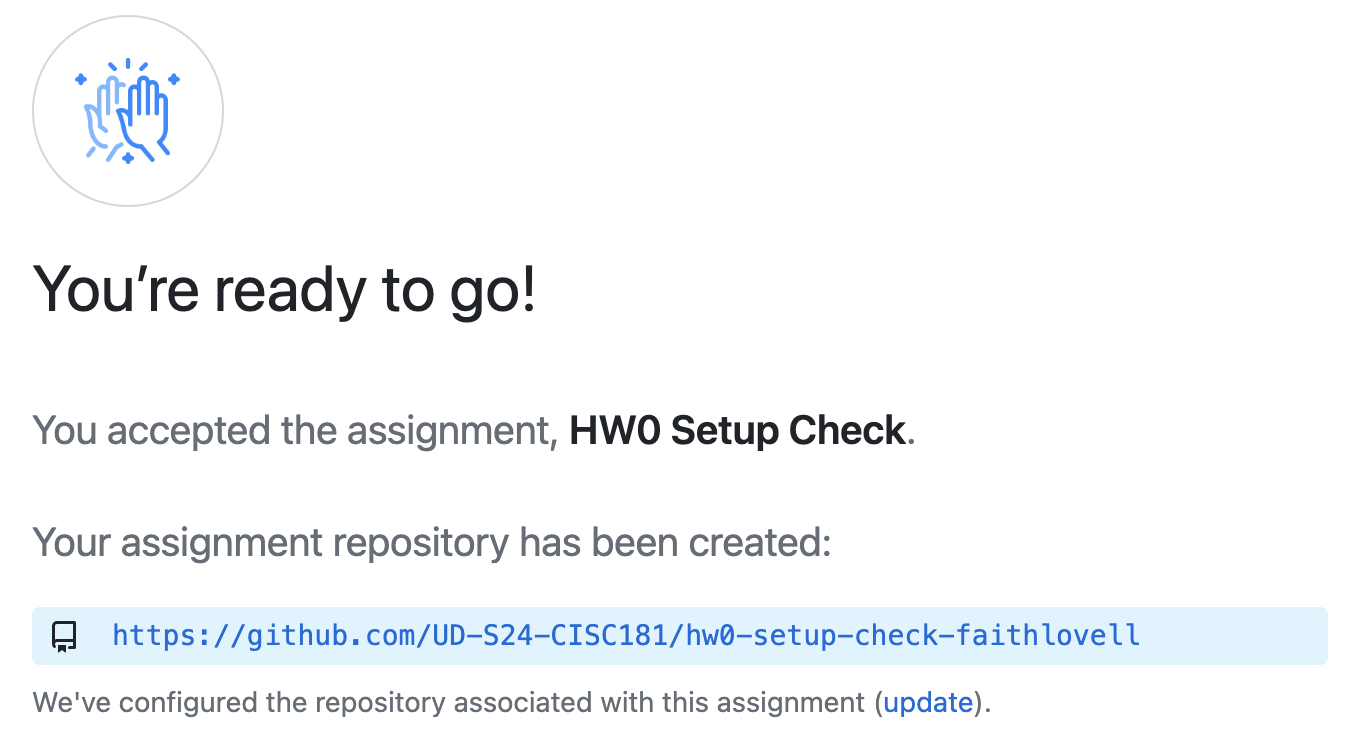 You’re ready to go!
You accepted the assignment, HW0 Setup Check.
Your assignment repository has been created:
https://github.com/UD-S24-CISC181/hw0-setup-check-faithlovell
We've configured the repository associated with this assignment (update).